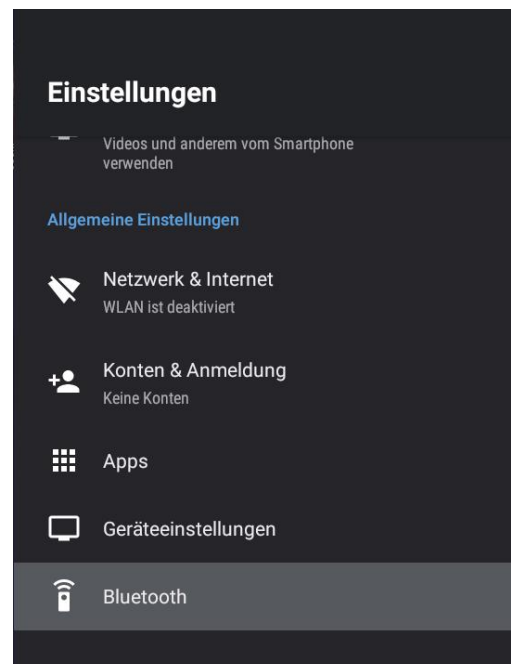 Einstellungen
Videos und anderem vom Smartphone
verwenden
Allgemeine Einstellungen
Netzwerk & Internet
WLAN ist deaktiviert
Konten & Anmeldung
Keine Konten
Apps
Geräteeinstellungen
Bluetooth